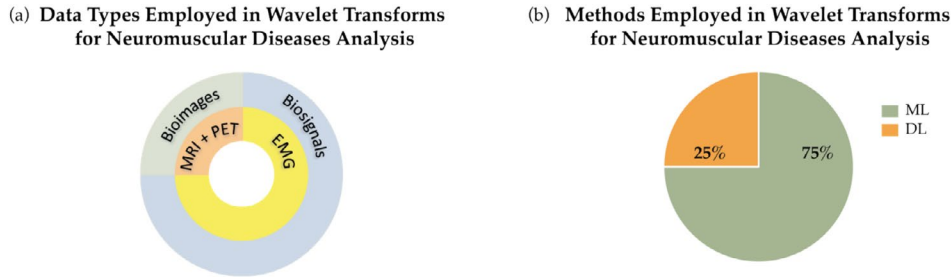 (a) Data Types Employed in Wavelet Transforms
for Neuromuscular Diseases Analysis
Bioimages
Biosignals
MRI + PET
EMG
(b) Methods Employed in Wavelet Transforms
for Neuromuscular Diseases Analysis
25%
75%
ML
DL